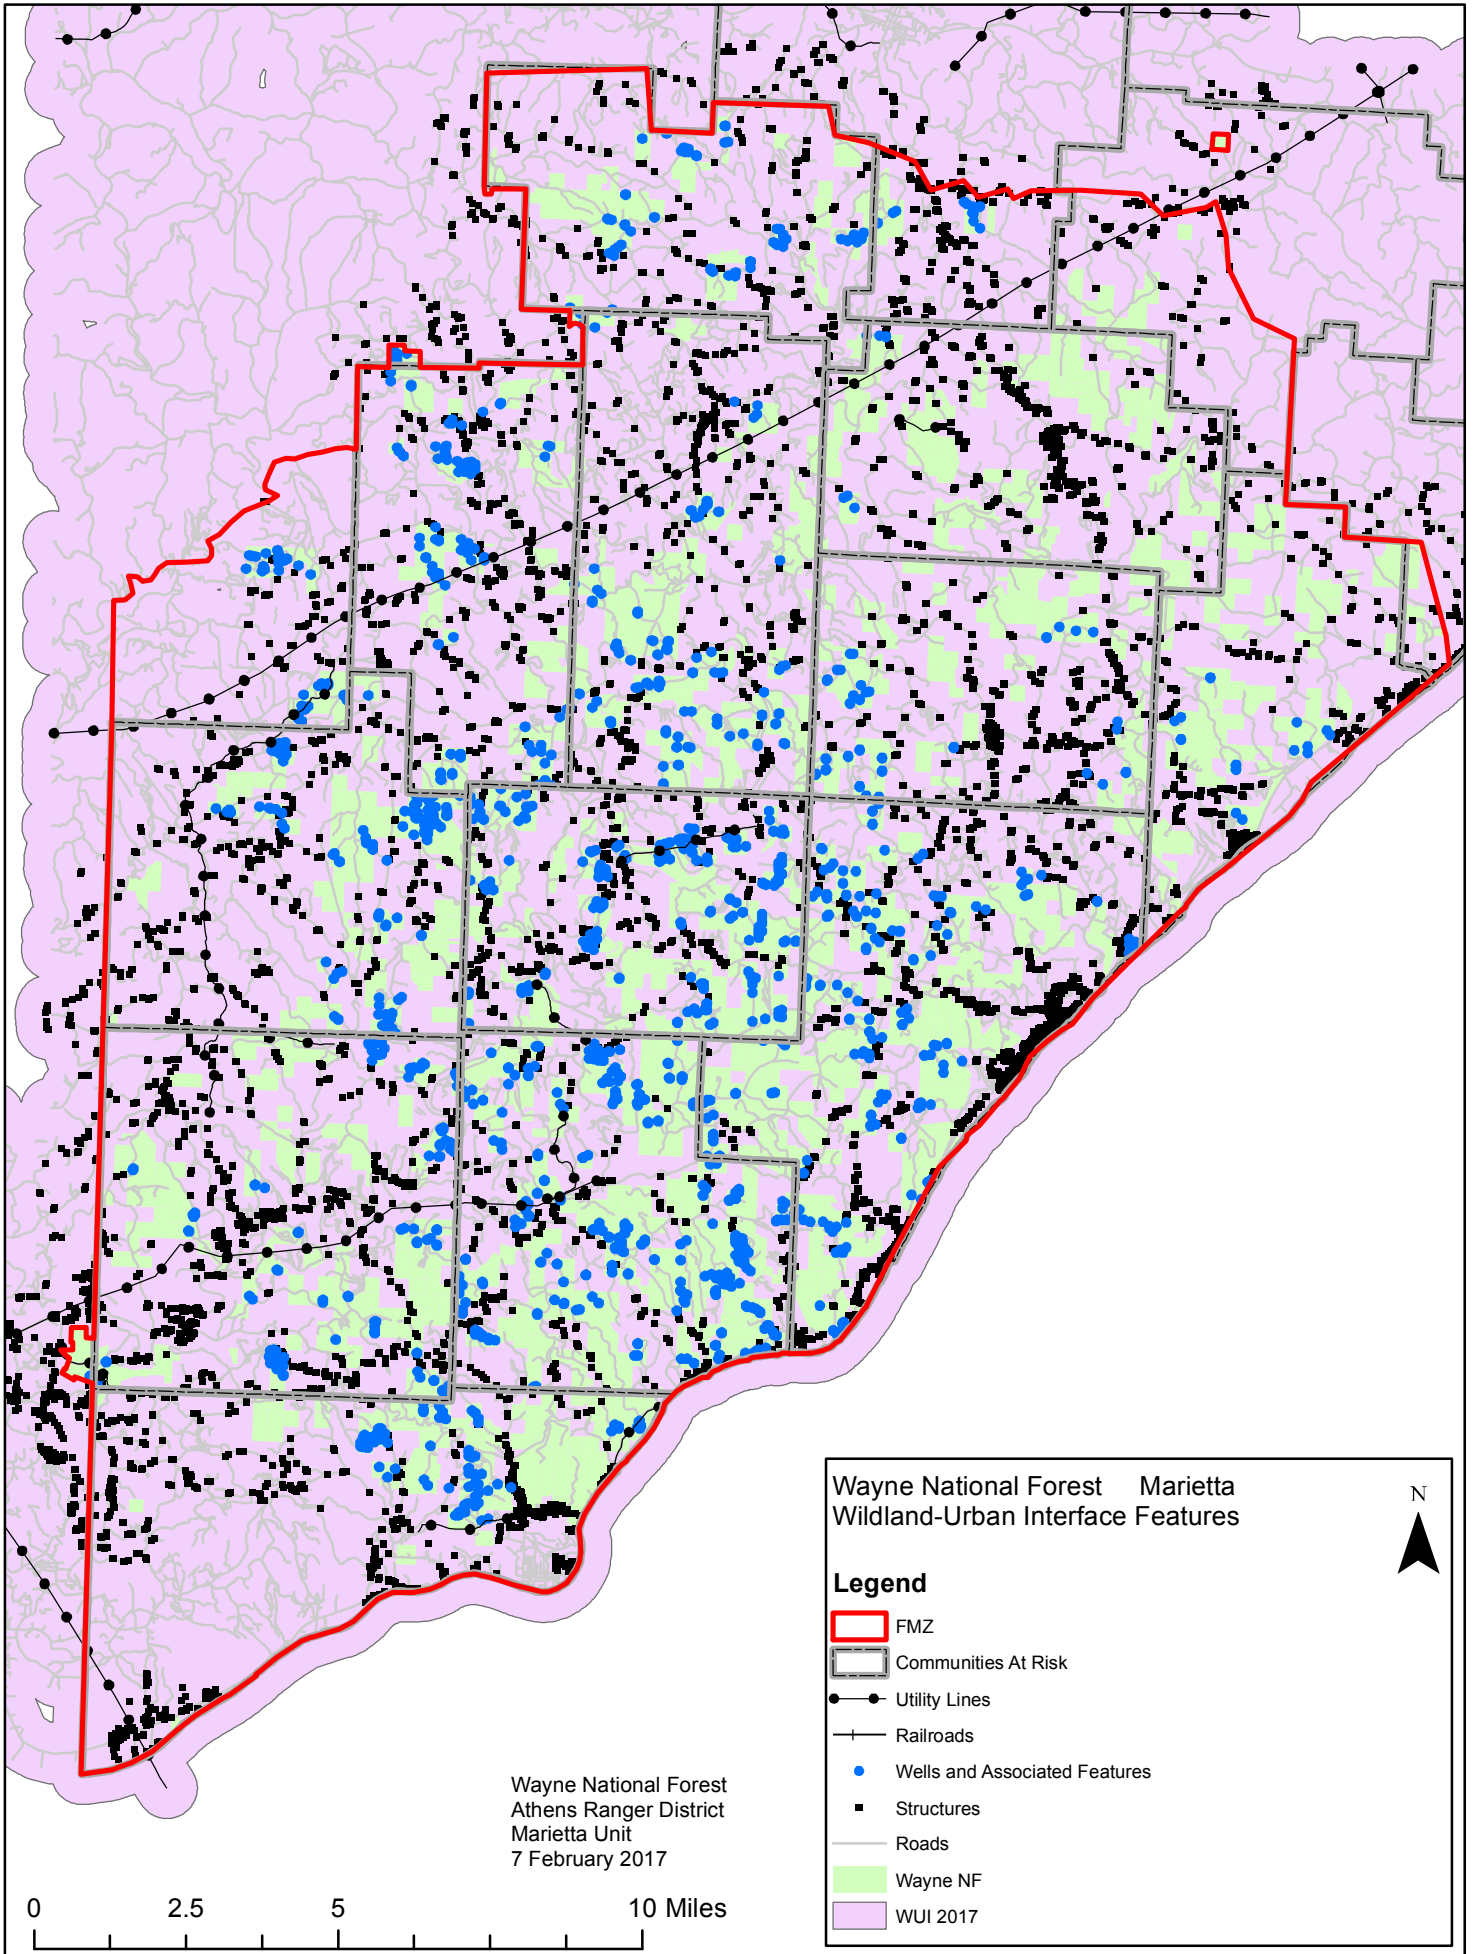 Wayne National Forest Marietta
Wildland-Urban Interface Features
N
Legend
FMZ
Communities At Risk
Utility Lines
Railroads
Wells and Associated Features
Structures
Roads
Wayne NF
WUI 2017
Wayne National Forest
Athens Ranger District
Marietta Unit
7 February 2017
0 2.5 5 10 Miles